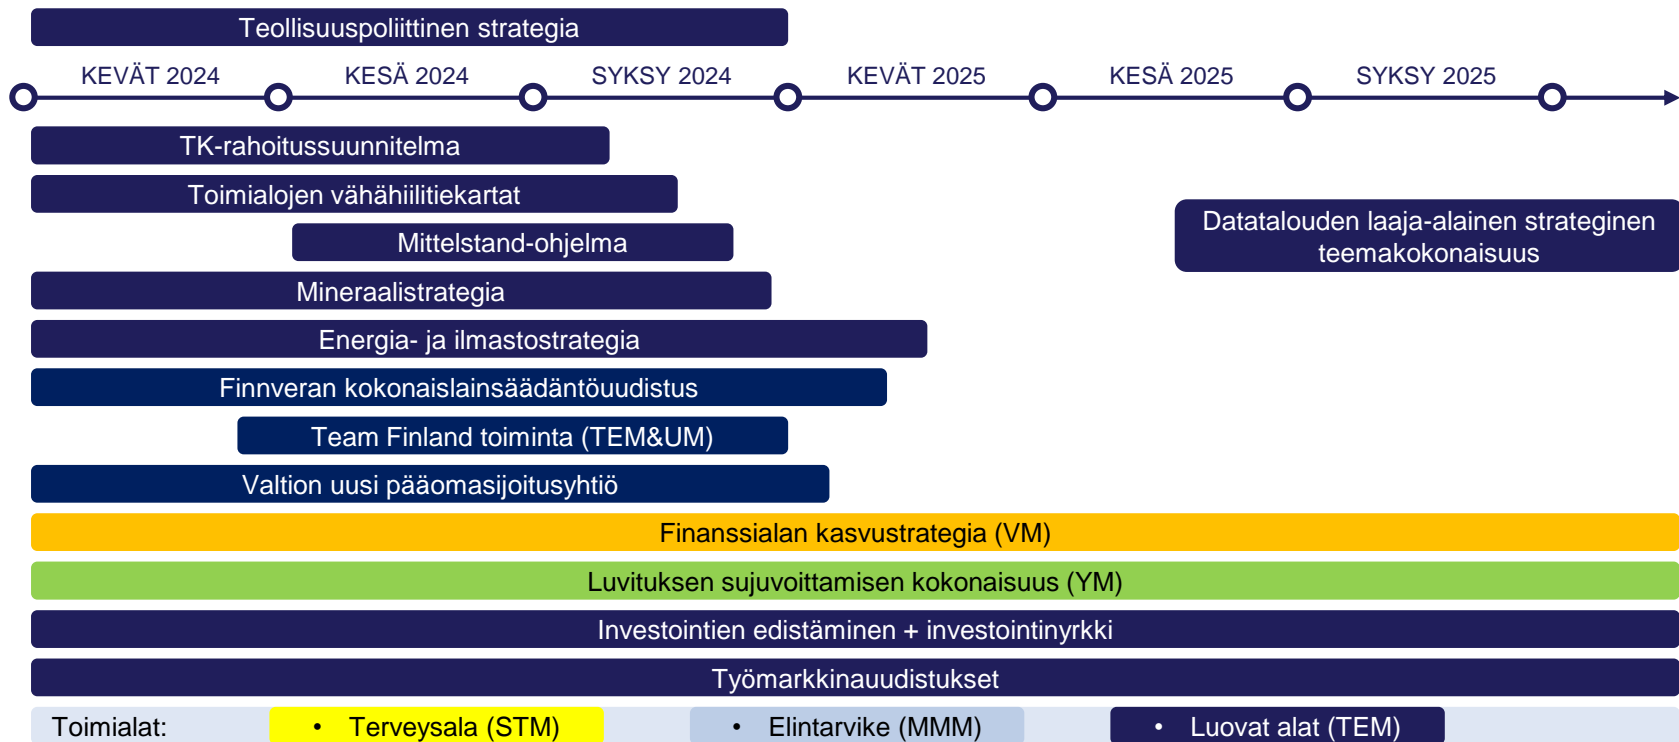 Teollisuuspoliittinen strategia
KEVÄT 2024
KESÄ 2024
SYKSY 2024
KEVÄT 2025
KESÄ 2025
SYKSY 2025
TK-rahoitussuunnitelma
Toimialojen vähähiilitiekartat
Mittelstand-ohjelma
Datatalouden laaja-alainen strateginen
teemakokonaisuus
Mineraalistrategia
Energia- ja ilmastostrategia
Finnveran kokonaislainsäädäntöuudistus
Team Finland toiminta (TEM&UM)
Valtion uusi pääomasijoitusyhtiö
Finanssialan kasvustrategia (VM)
Luvituksen sujuvoittamisen kokonaisuus (YM)
Investointien edistäminen + investointinyrkki
Työmarkkinauudistukset
Toimialat:
• Terveysala (STM)
• Elintarvike (MMM)
• Luovat alat (TEM)